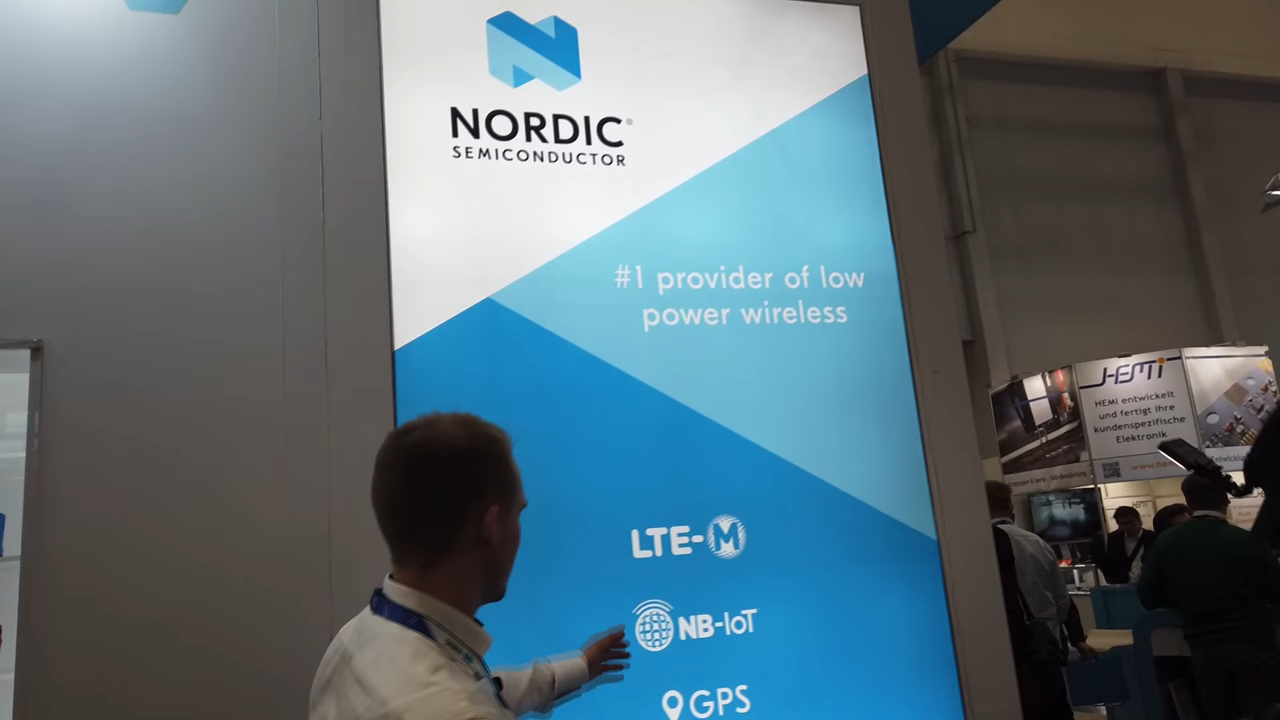 NORDIC®
SEMICONDUCTOR
#1 provider of low
power wireless
LTE-M
NB-IoT
GPS
HEMI
HEMI entwickelt
und fertigt Ihre
kundenspezifische
Elektronik